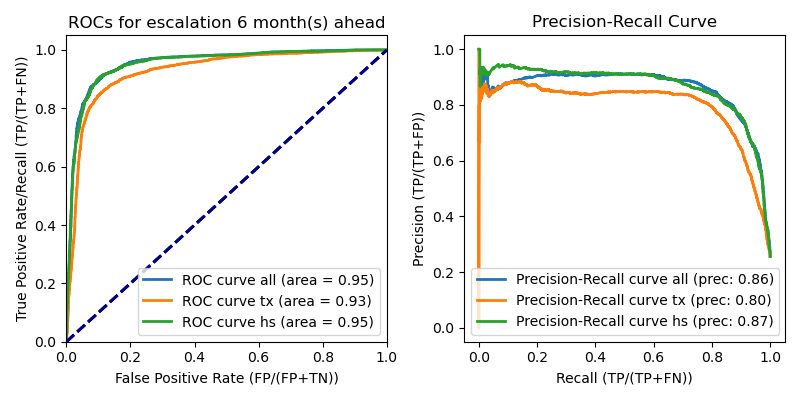 ROCs for escalation 6 month(s) ahead
True Positive Rate/Recall (TP/(TP+FN))
1.0
0.8
0.6
0.4
0.2
0.0
ROC curve all (area = 0.95)
ROC curve tx (area = 0.93)
ROC curve hs (area = 0.95)
0.0 0.2 0.4 0.6 0.8 1.0
False Positive Rate (FP/(FP+TN))
Precision-Recall Curve
Precision (TP/(TP+FP))
1.0
0.8
0.6
0.4
0.2
0.0
Precision-Recall curve all (prec: 0.86)
Precision-Recall curve tx (prec: 0.80)
Precision-Recall curve hs (prec: 0.87)
0.0 0.2 0.4 0.6 0.8 1.0
Recall (TP/(TP+FN))